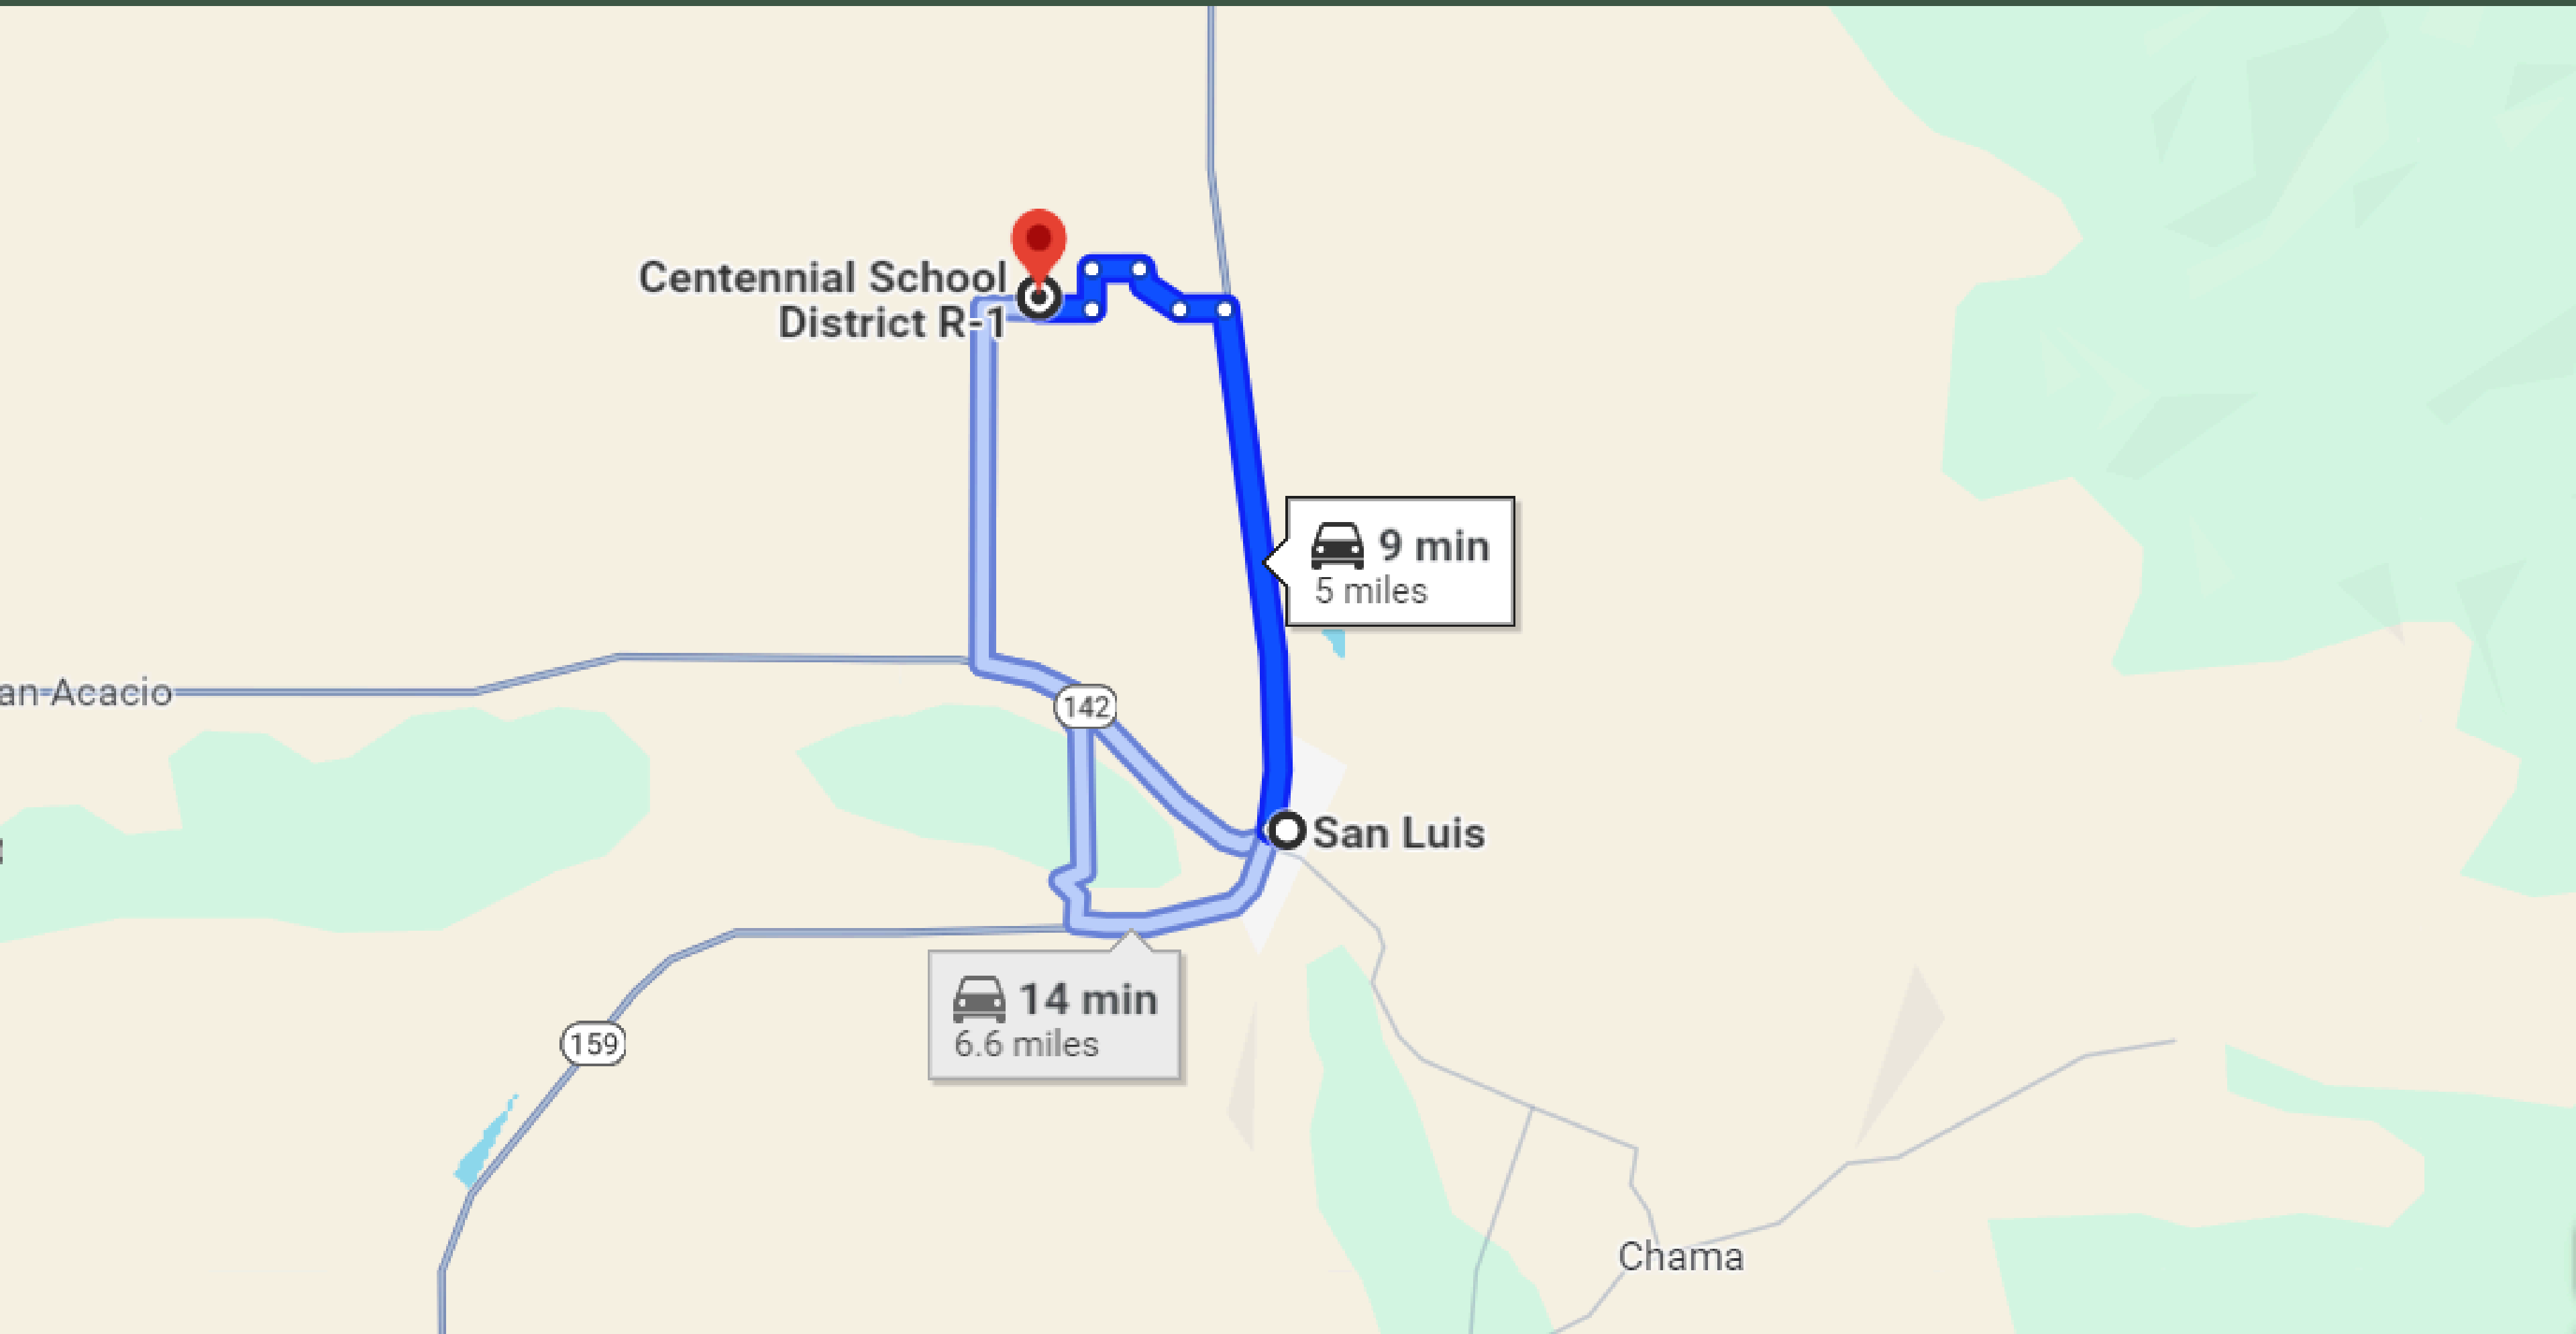 Centennial School
District R-1
9 min
5 miles
an Acacio
142
San Luis
14 min
6.6 miles
159
Chama